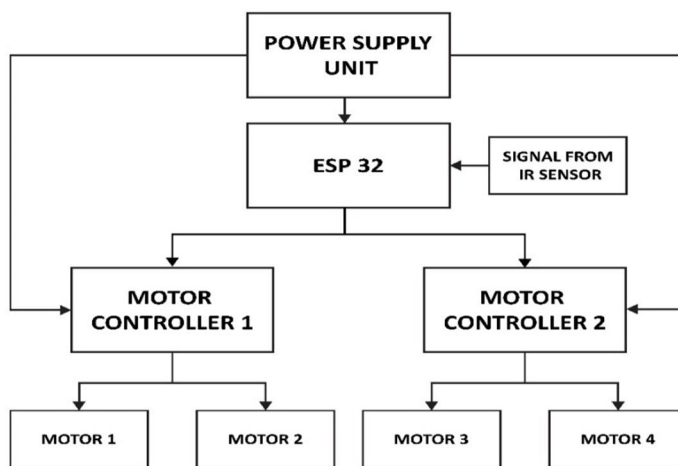 POWER SUPPLY
UNIT
ESP 32
SIGNAL FROM
IR SENSOR
MOTOR
CONTROLLER 1
MOTOR
CONTROLLER 2
MOTOR 1
MOTOR 2
MOTOR 3
MOTOR 4